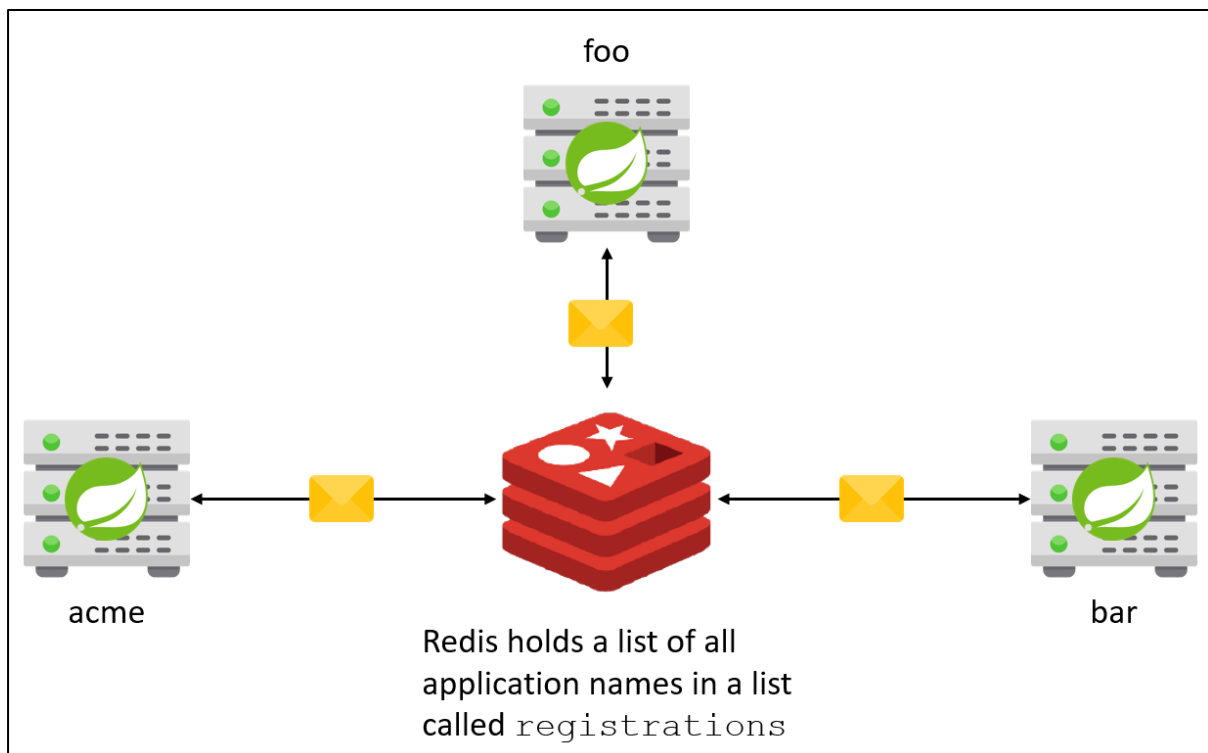 foo
acme
bar
Redis holds a list of all
application names in a list
called registrations